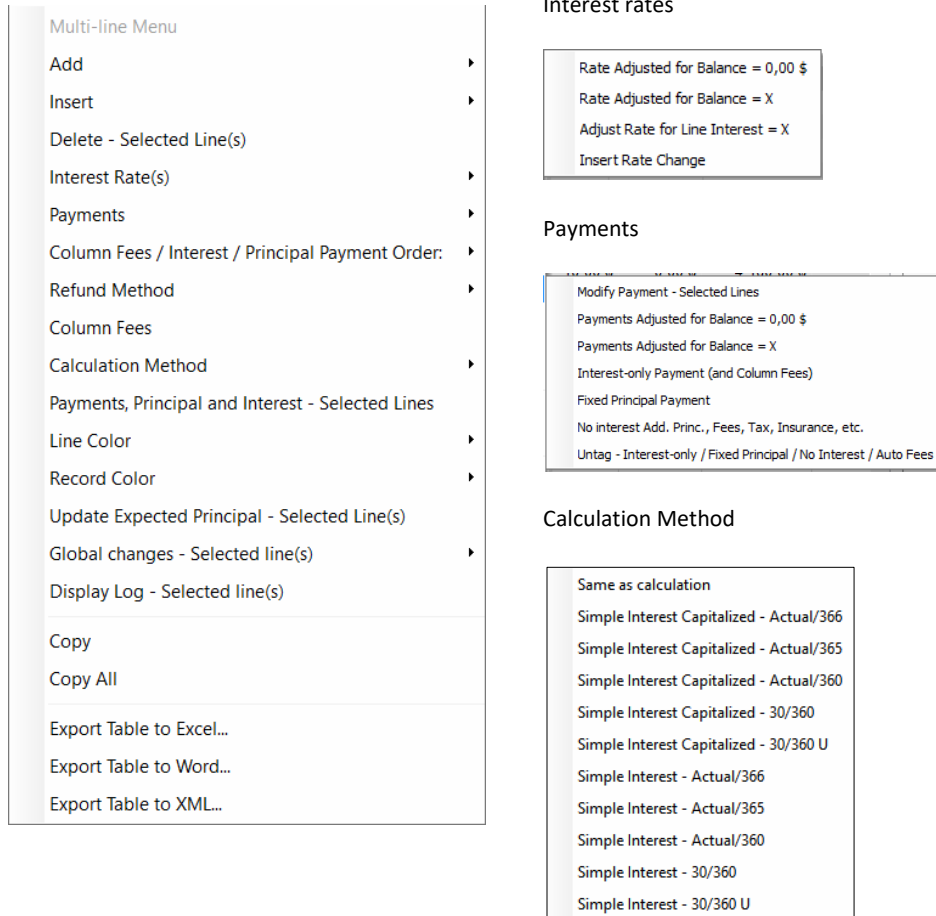 Multi-line Menu
Add
Insert
Delete - Selected Line(s)
Interest Rate(s)
Payments
Column Fees / Interest / Principal Payment Order:
Refund Method
Column Fees
Calculation Method
Payments, Principal and Interest - Selected Lines
Line Color
Record Color
Update Expected Principal - Selected Line(s)
Global changes - Selected line(s)
Display Log - Selected line(s)
Copy
Copy All
Export Table to Excel...
Export Table to Word...
Export Table to XML...
Interest rates
Rate Adjusted for Balance = 0,00 $
Rate Adjusted for Balance = X
Adjust Rate for Line Interest = X
Insert Rate Change
Payments
Modify Payment - Selected Lines
Payments Adjusted for Balance = 0,00 $
Payments Adjusted for Balance = X
Interest-only Payment (and Column Fees)
Fixed Principal Payment
No interest Add. Princ., Fees, Tax, Insurance, etc.
Untag - Interest-only / Fixed Principal / No Interest / Auto Fees
Calculation Method
Same as calculation
Simple Interest Capitalized - Actual/366
Simple Interest Capitalized - Actual/365
Simple Interest Capitalized - Actual/360
Simple Interest Capitalized - 30/360
Simple Interest Capitalized - 30/360 U
Simple Interest - Actual/366
Simple Interest - Actual/365
Simple Interest - Actual/360
Simple Interest - 30/360
Simple Interest - 30/360 U